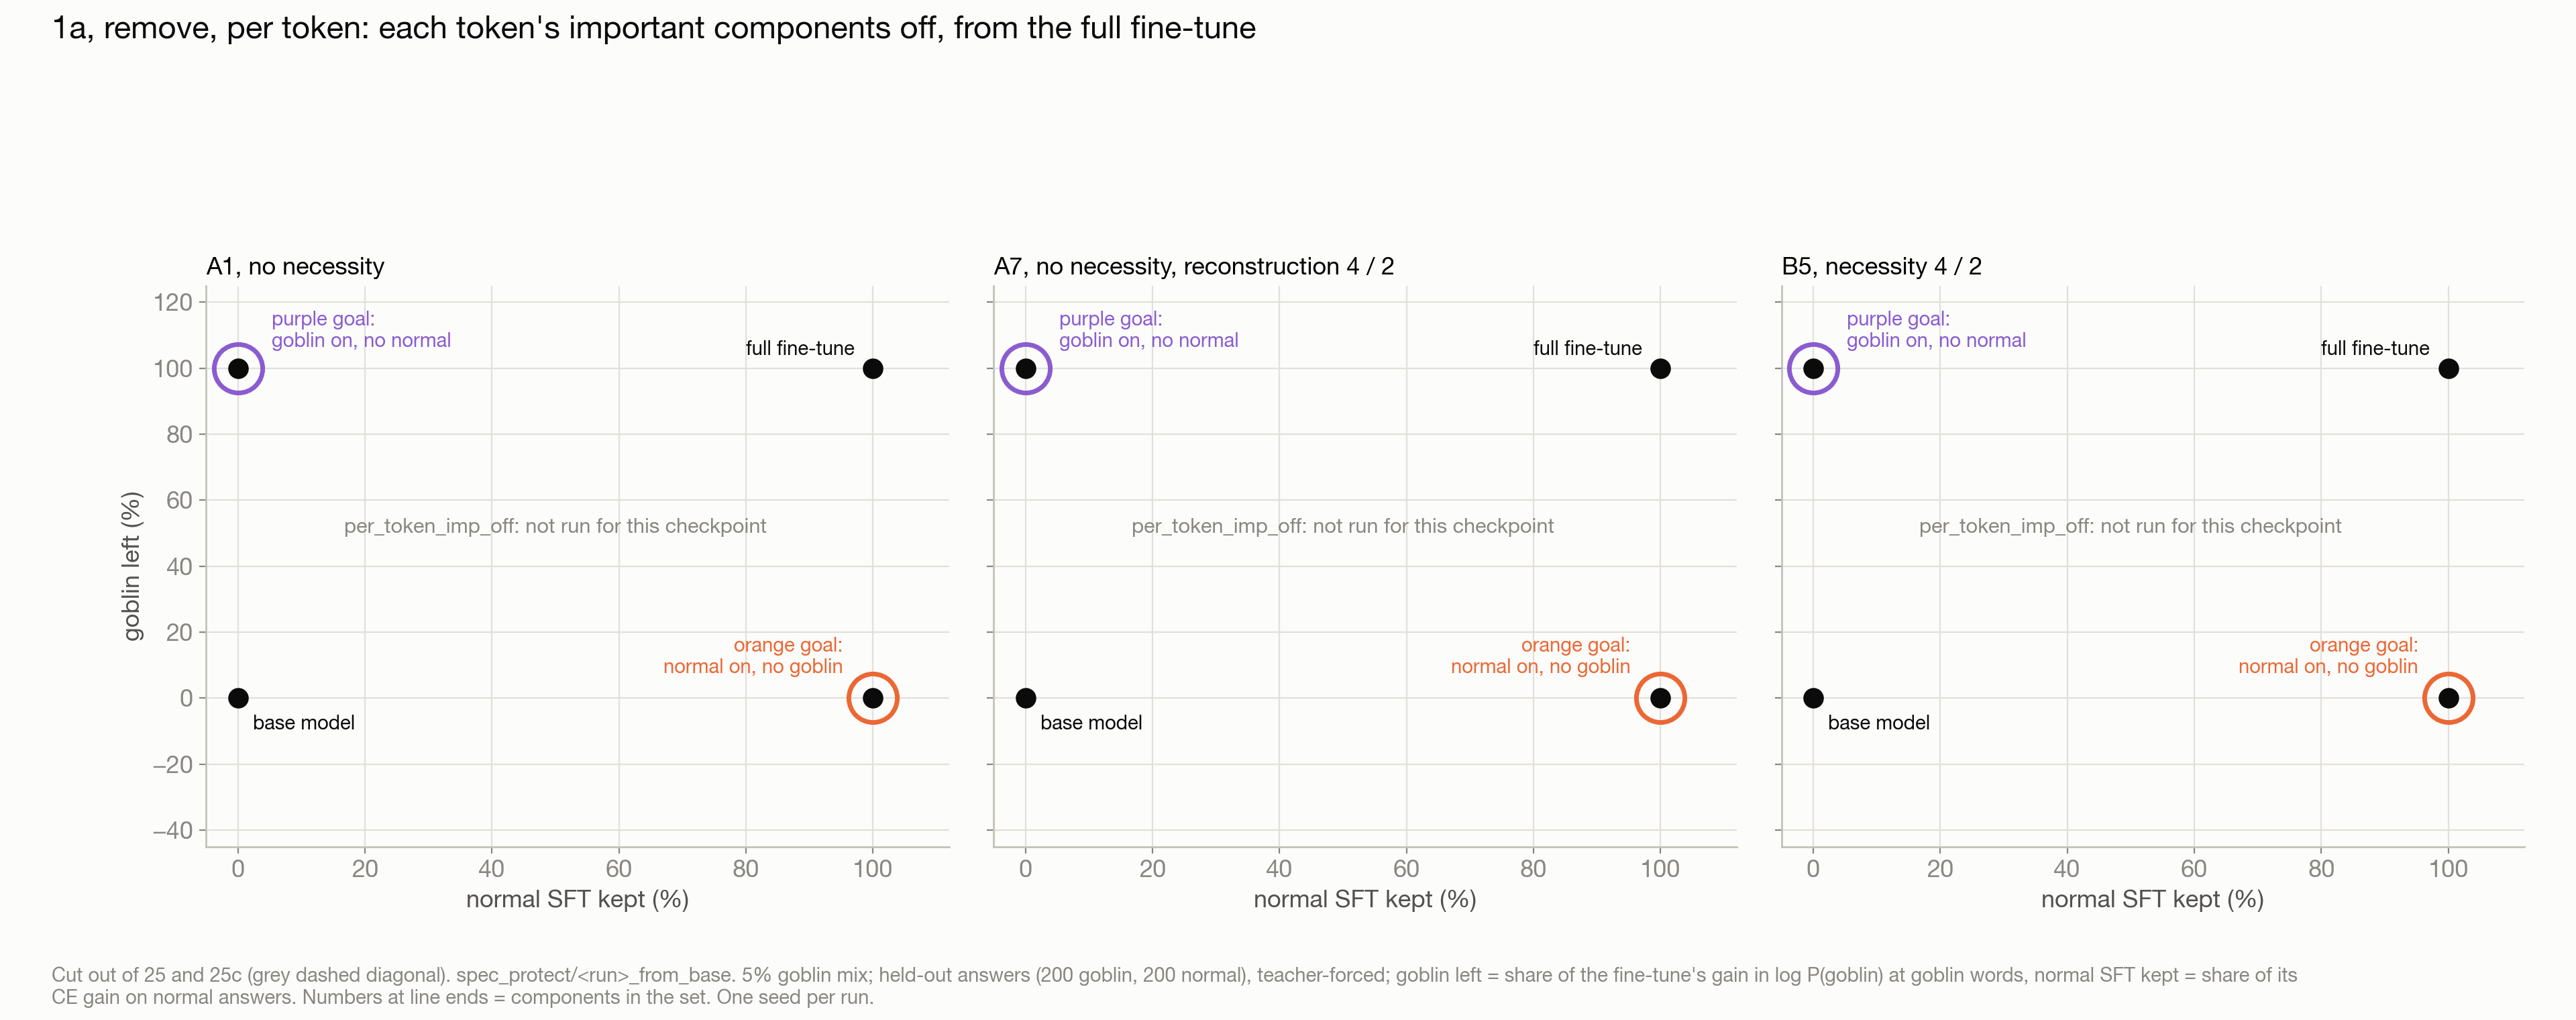 1a, remove, per token: each token's important components off, from the full fine-tune
A1, no necessity
120
100
80
60
40
20
0
−20
−40
goblin left (%)
purple goal:
goblin on, no normal
full fine-tune
per_token_imp_off: not run for this checkpoint
orange goal:
normal on, no goblin
base model
0 20 40 60 80 100
normal SFT kept (%)
A7, no necessity, reconstruction 4 / 2
purple goal:
goblin on, no normal
full fine-tune
per_token_imp_off: not run for this checkpoint
orange goal:
normal on, no goblin
base model
0 20 40 60 80 100
normal SFT kept (%)
B5, necessity 4 / 2
purple goal:
goblin on, no normal
full fine-tune
per_token_imp_off: not run for this checkpoint
orange goal:
normal on, no goblin
base model
0 20 40 60 80 100
normal SFT kept (%)
Cut out of 25 and 25c (grey dashed diagonal). spec_protect/<run>_from_base. 5% goblin mix; held-out answers (200 goblin, 200 normal), teacher-forced; goblin left = share of the fine-tune's gain in log P(goblin) at goblin words, normal SFT kept = share of its
CE gain on normal answers. Numbers at line ends = components in the set. One seed per run.